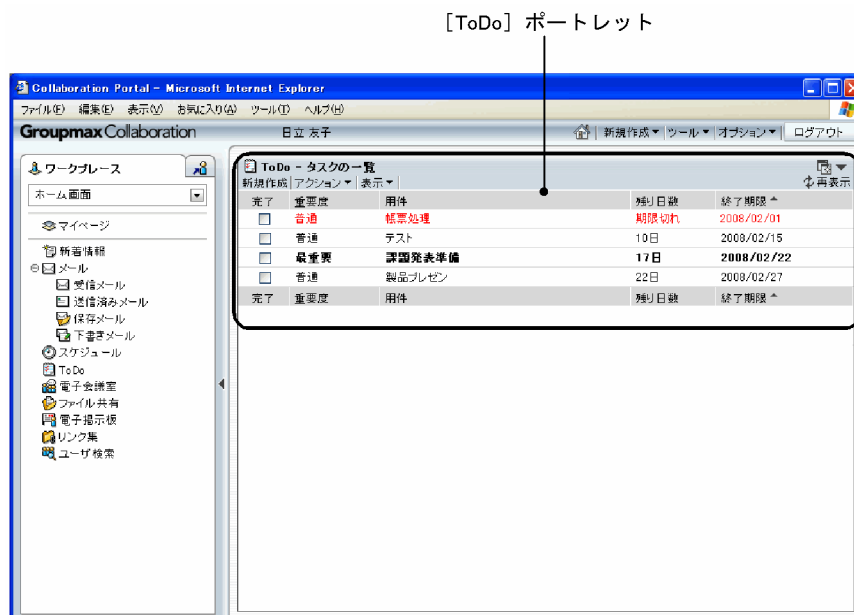 ［ToDo］ポートレット
Collaboration Portal - Microsoft Internet Explorer
ファイル(F) 編集(E) 表示(V) お気に入り(A) ツール(T) ヘルプ(H)
Groupmax Collaboration 日立 友子 新規作成 ツール オプション ログアウト
ワークプレース
ホーム画面
マイページ
新着情報
メール
受信メール
送信済みメール
保存メール
下書きメール
スケジュール
ToDo
電子会議室
ファイル共有
電子掲示板
リンク集
ユーザ検索
ToDo - タスクの一覧
新規作成 アクション 表示 再表示
完了 重要度 用件 残り日数 終了期限
普通 帳票処理 期限切れ 2008/02/01
普通 テスト 10日 2008/02/15
最重要 課題発表準備 17日 2008/02/22
普通 製品プレゼン 22日 2008/02/27
完了 重要度 用件 残り日数 終了期限